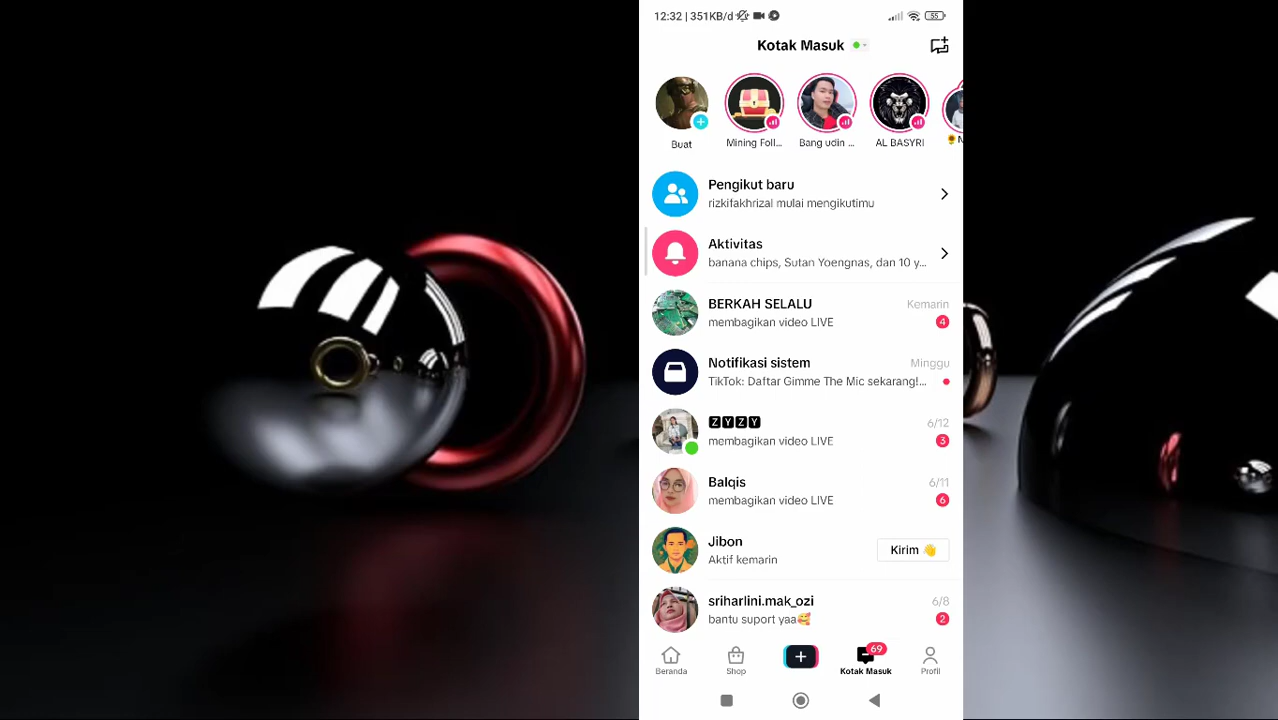 12:32 | 351KB/d
55
Kotak Masuk
Buat
Mining Foll...
Bang udin ...
AL BASYRI
Pengikut baru
rizkifakhrizal mulai mengikutimu
Aktivitas
banana chips, Sutan Yoengnas, dan 10 y...
BERKAH SELALU
Kemarin
membagikan video LIVE
4
Notifikasi sistem
Minggu
TikTok: Daftar Gimme The Mic sekarang!...
🆉🆈🆉🆈
6/12
membagikan video LIVE
3
Balqis
6/11
membagikan video LIVE
6
Jibon
Aktif kemarin
Kirim 👋
sriharlini.mak_ozi
6/8
bantu suport yaa🥰
2
69
Beranda
Shop
Kotak Masuk
Profil